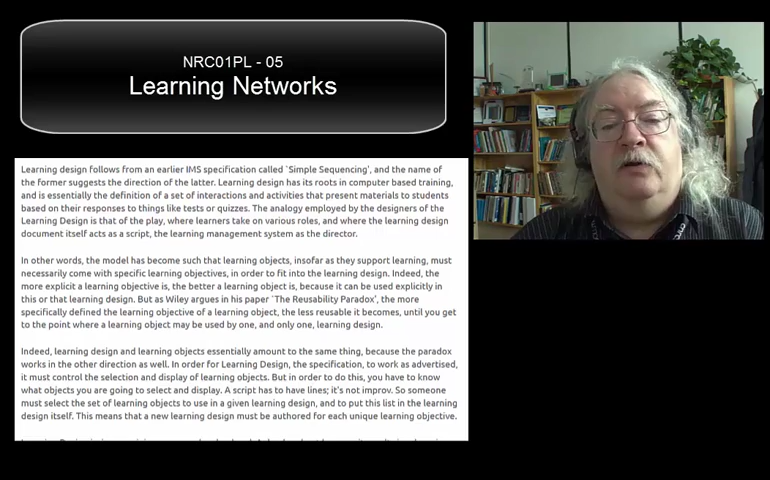 NRC01PL - 05
Learning Networks
Learning design follows from an earlier IMS specification called `Simple Sequencing', and the name of
the former suggests the direction of the latter. Learning design has its roots in computer based training,
and is essentially the definition of a set of interactions and activities that present materials to students
based on their responses to things like tests or quizzes. The analogy employed by the designers of the
Learning Design is that of the play, where learners take on various roles, and where the learning design
document itself acts as a script, the learning management system as the director.
In other words, the model has become such that learning objects, insofar as they support learning, must
necessarily come with specific learning objectives, in order to fit into the learning design. Indeed, the
more explicit a learning objective is, the better a learning object is, because it can be used explicitly in
this or that learning design. But as Wiley argues in his paper `The Reusability Paradox', the more
specifically defined the learning objective of a learning object, the less reusable it becomes, until you get
to the point where a learning object may be used by one, and only one, learning design.
Indeed, learning design and learning objects essentially amount to the same thing, because the paradox
works in the other direction as well. In order for Learning Design, the specification, to work as advertised,
it must control the selection and display of learning objects. But in order to do this, you have to know
what objects you are going to select and display. A script has to have lines; it's not improv. So someone
must select the set of learning objects to use in a given learning design, and to put this list in the learning
design itself. This means that a new learning design must be authored for each unique learning objective.